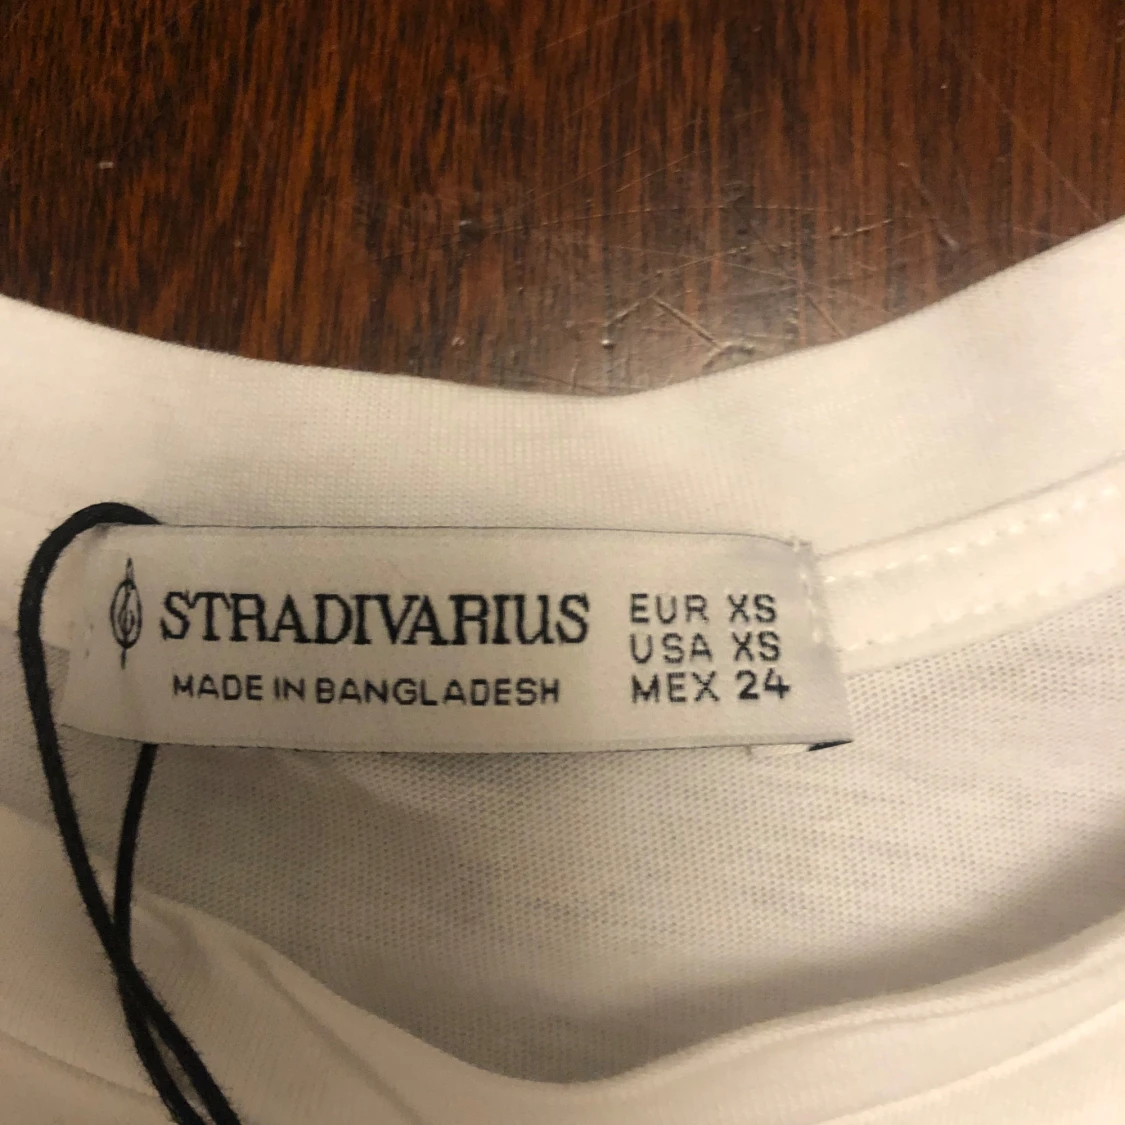 STRADIVARIUS
MADE IN BANGLADESH
EUR XS
USA XS
MEX 24